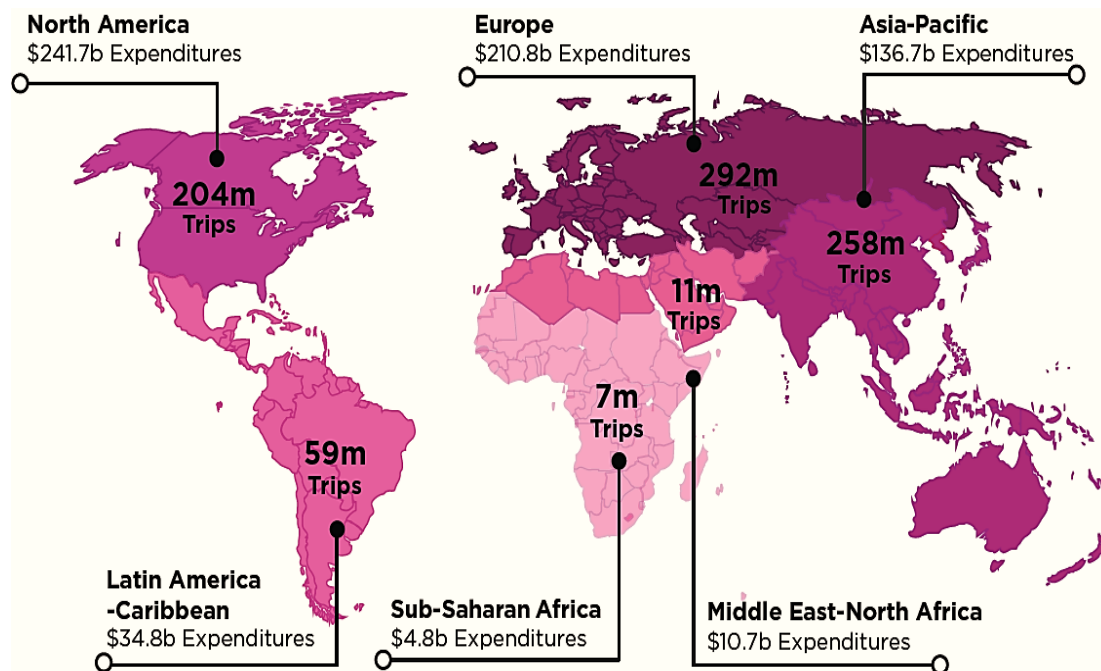 North America
$241.7b Expenditures
Europe
$210.8b Expenditures
Asia-Pacific
$136.7b Expenditures
204m
Trips
292m
Trips
258m
Trips
11m
Trips
7m
Trips
59m
Trips
Latin America
-Caribbean
$34.8b Expenditures
Sub-Saharan Africa
$4.8b Expenditures
Middle East-North Africa
$10.7b Expenditures